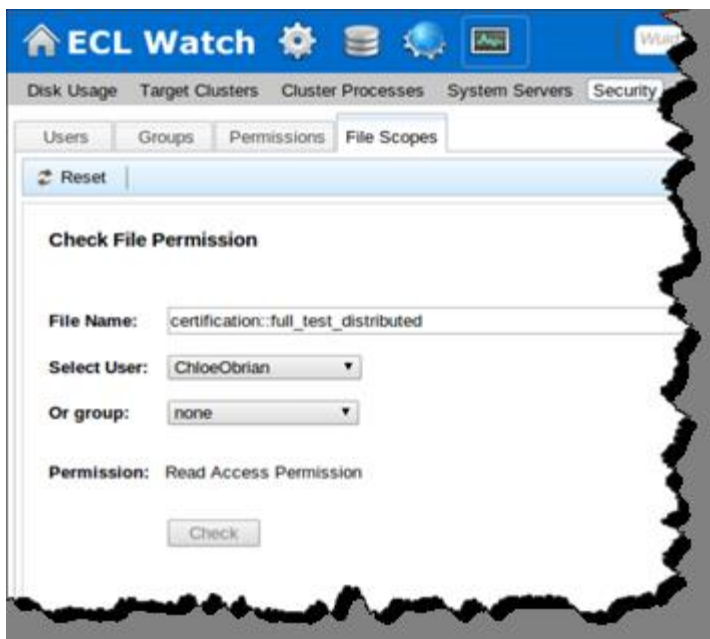 ECL Watch
Disk Usage Target Clusters Cluster Processes System Servers Security
Users Groups Permissions File Scopes
Reset
Check File Permission
File Name: certification::full_test_distributed
Select User: ChloeObrian
Or group: none
Permission: Read Access Permission
Check